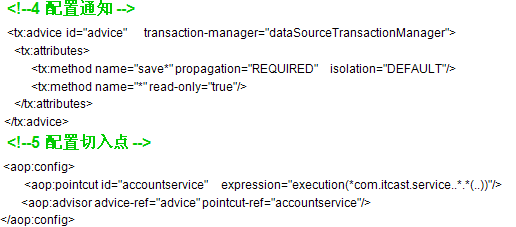 <!--4 配置通知 -->
<tx:advice id="advice" transaction-manager="dataSourceTransactionManager">
<tx:attributes>
<tx:method name="save*" propagation="REQUIRED" isolation="DEFAULT"/>
<tx:method name="*" read-only="true"/>
</tx:attributes>
</tx:advice>
<!--5 配置切入点 -->
<aop:config>
<aop:pointcut id="accountservice" expression="execution(*com.itcast.service..*.*(..))"/>
<aop:advisor advice-ref="advice" pointcut-ref="accountservice"/>
</aop:config>